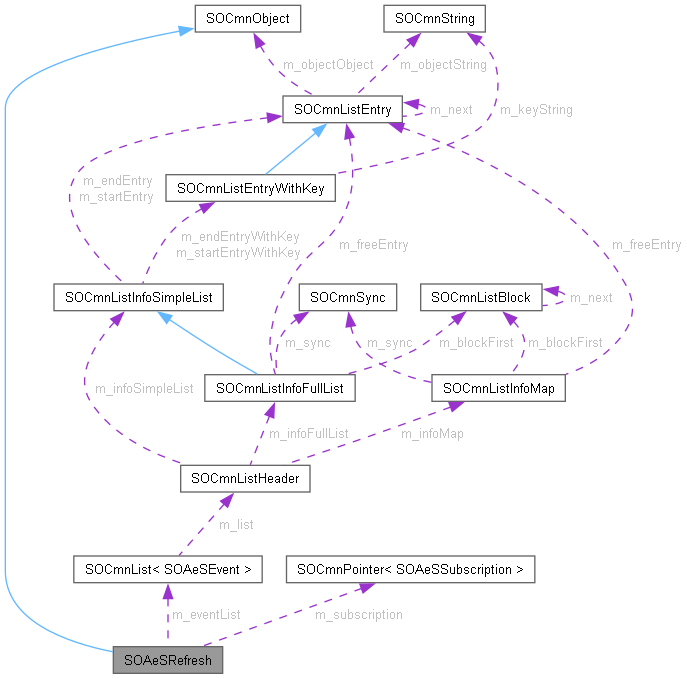 SOCmnObject
SOCmnString
m_objectObject
m_objectString
SOCmnListEntry
m_next
m_keyString
m_endEntry
m_startEntry
SOCmnListEntryWithKey
m_endEntryWithKey
m_startEntryWithKey
m_freeEntry
m_freeEntry
SOCmnListInfoSimpleList
SOCmnSync
SOCmnListBlock
m_next
m_sync
m_sync
m_blockFirst
m_blockFirst
m_infoSimpleList
SOCmnListInfoFullList
SOCmnListInfoMap
m_infoFullList
m_infoMap
SOCmnListHeader
m_list
SOCmnList< SOAeSEvent >
SOCmnPointer< SOAeSSubscription >
m_eventList
m_subscription
SOAeSRefresh